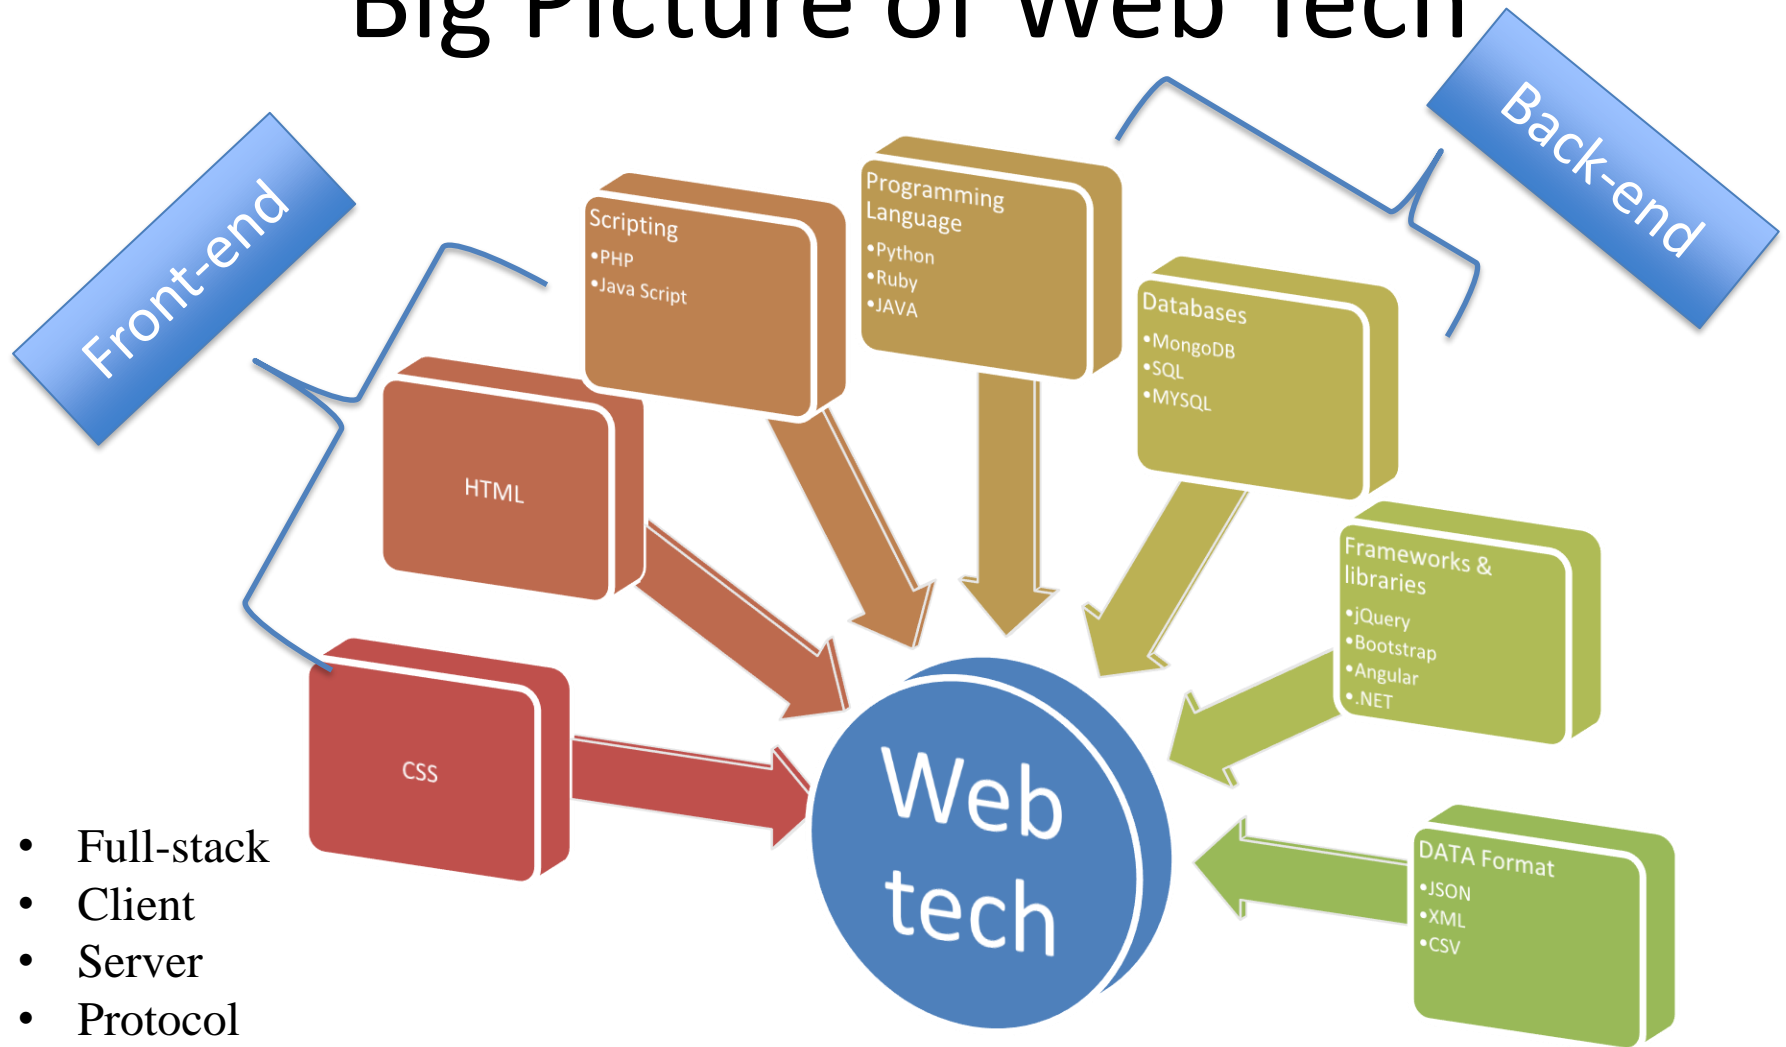 Big Picture of Web Tech
Front-end
Back-end
CSS
HTML
Scripting
•PHP
•Java Script
Programming
Language
•Python
•Ruby
•JAVA
Databases
•MongoDB
•SQL
•MYSQL
Frameworks &
libraries
•jQuery
•Bootstrap
•Angular
•.NET
DATA Format
•JSON
•XML
•CSV
Web
tech
• Full-stack
• Client
• Server
• Protocol